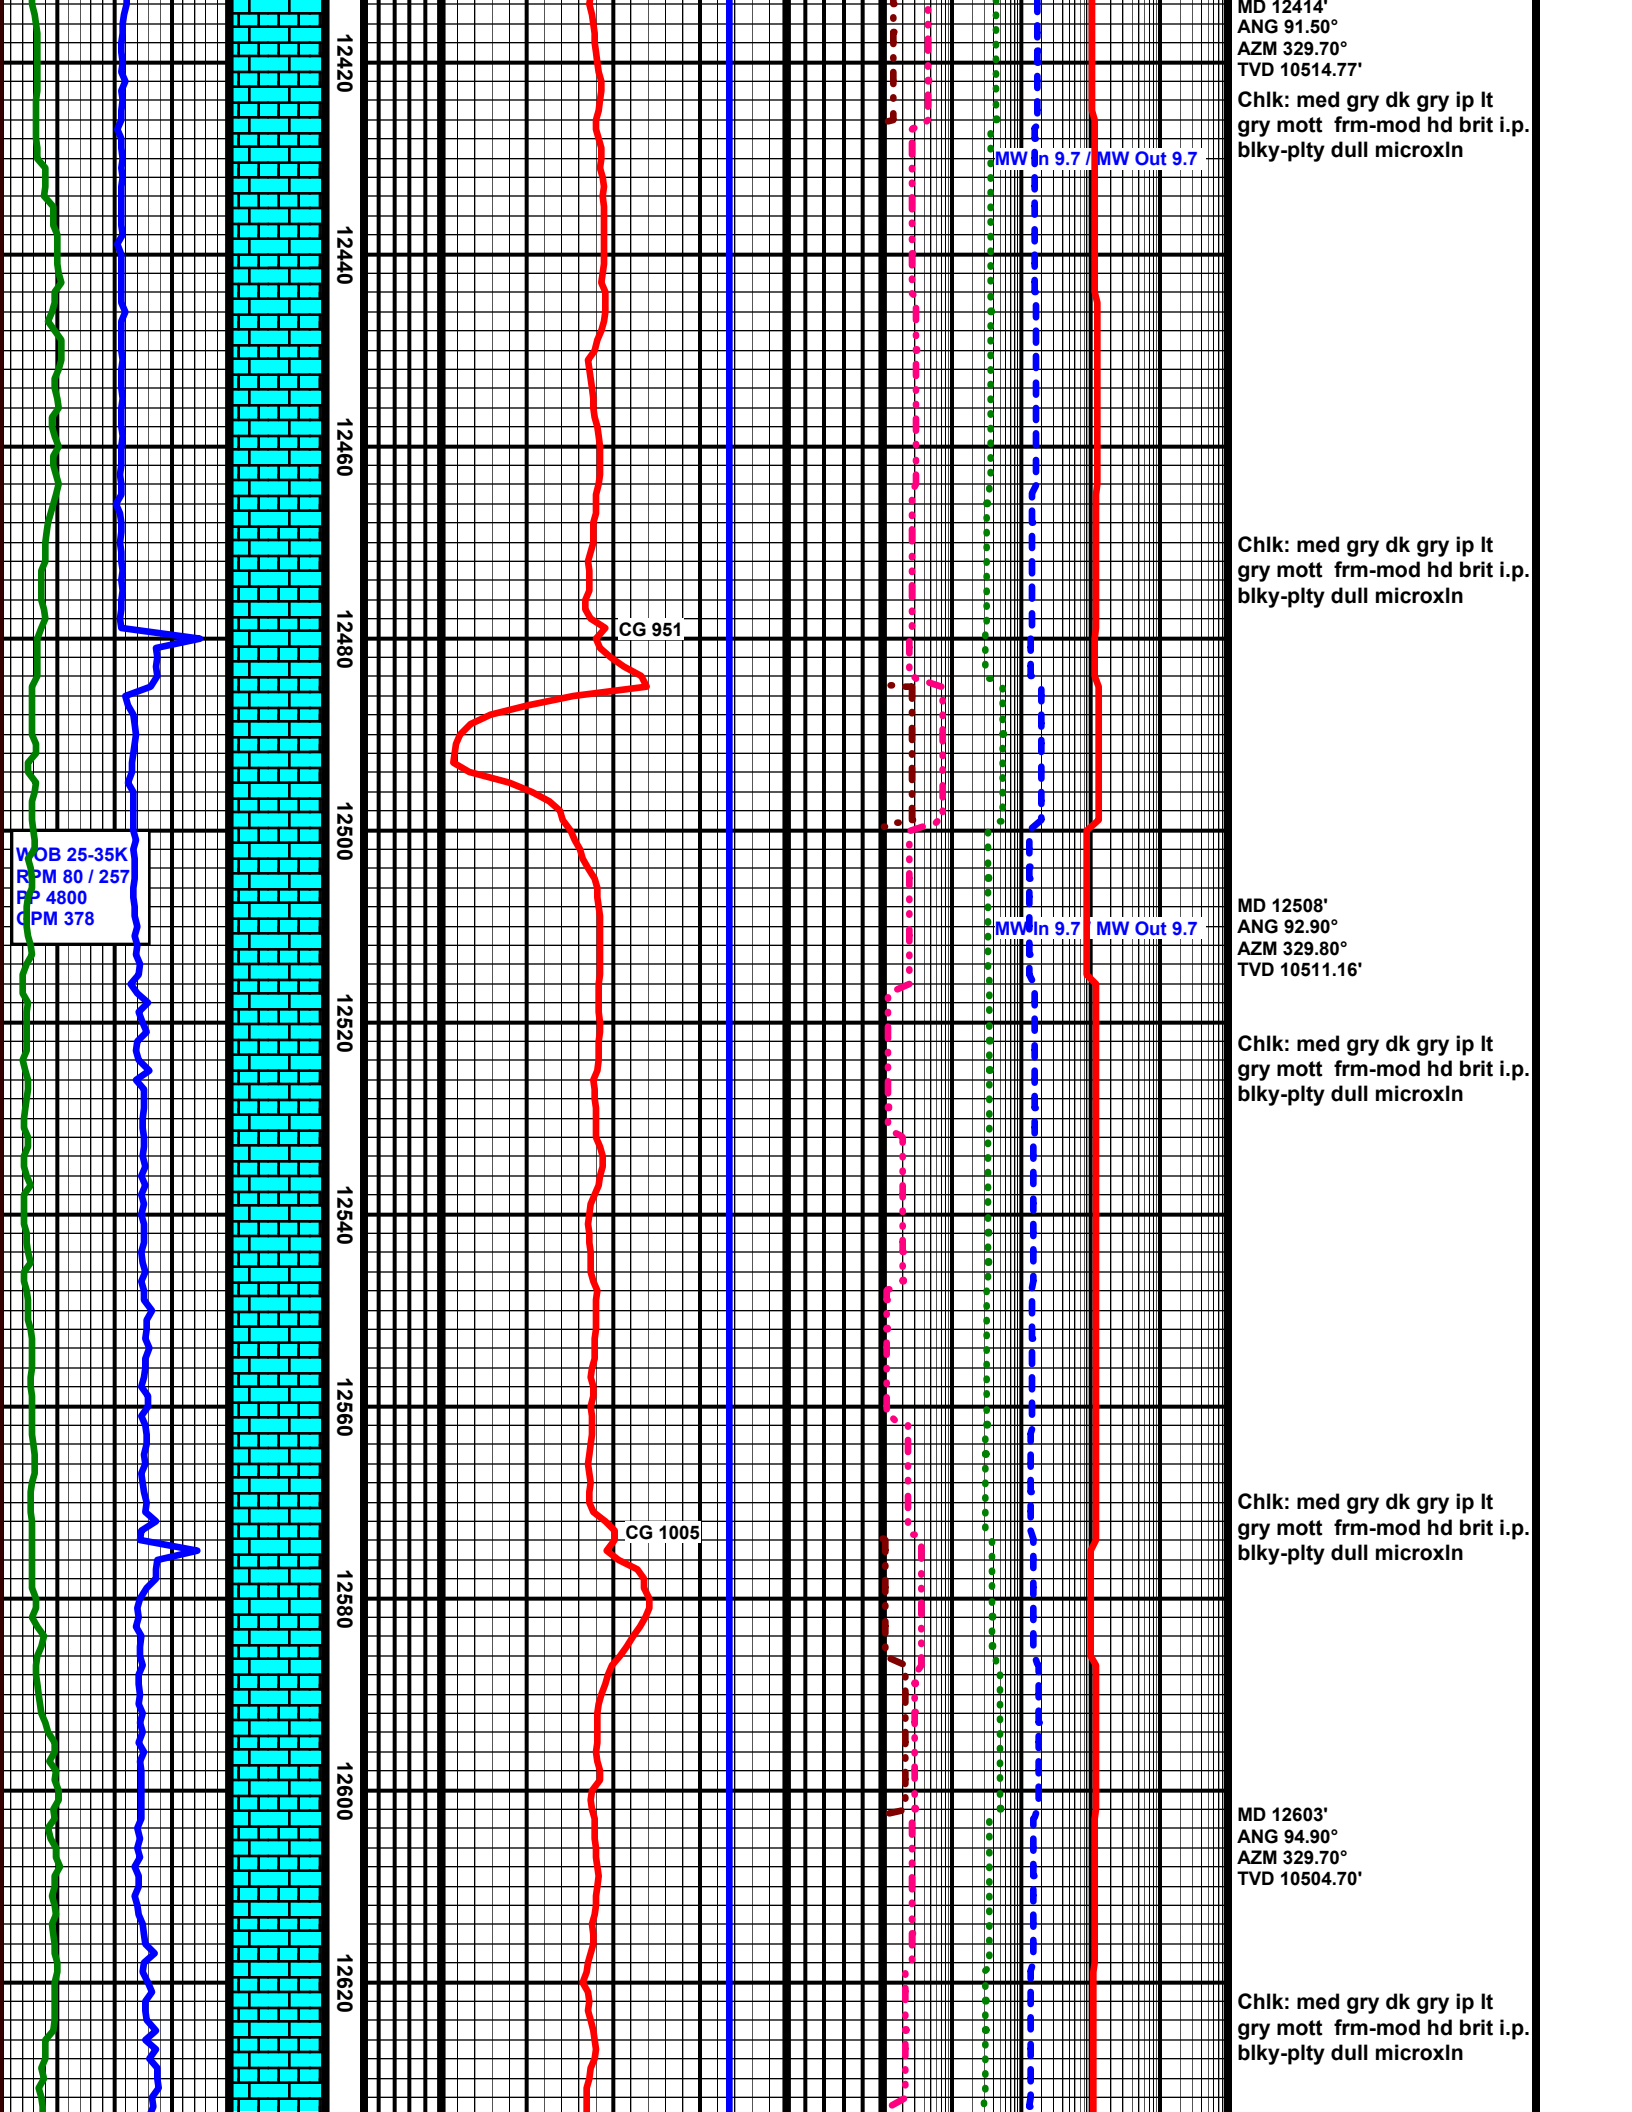 MD 12414'
ANG 91.50°
AZM 329.70°
TVD 10514.77'
12420
Chlk: med gry dk gry ip lt
gry mott frm-mod hd brit i.p.
blky-plty dull microxln
MW In 9.7 / MW Out 9.7
12440
12460
Chlk: med gry dk gry ip lt
gry mott frm-mod hd brit i.p.
blky-plty dull microxln
CG 951
12480
12500
WOB 25-35K
RPM 80 / 257
PP 4800
GPM 378
MD 12508'
ANG 92.90°
AZM 329.80°
TVD 10511.16'
MW In 9.7 / MW Out 9.7
12520
Chlk: med gry dk gry ip lt
gry mott frm-mod hd brit i.p.
blky-plty dull microxln
12540
12560
Chlk: med gry dk gry ip lt
gry mott frm-mod hd brit i.p.
blky-plty dull microxln
CG 1005
12580
12600
MD 12603'
ANG 94.90°
AZM 329.70°
TVD 10504.70'
12620
Chlk: med gry dk gry ip lt
gry mott frm-mod hd brit i.p.
blky-plty dull microxln